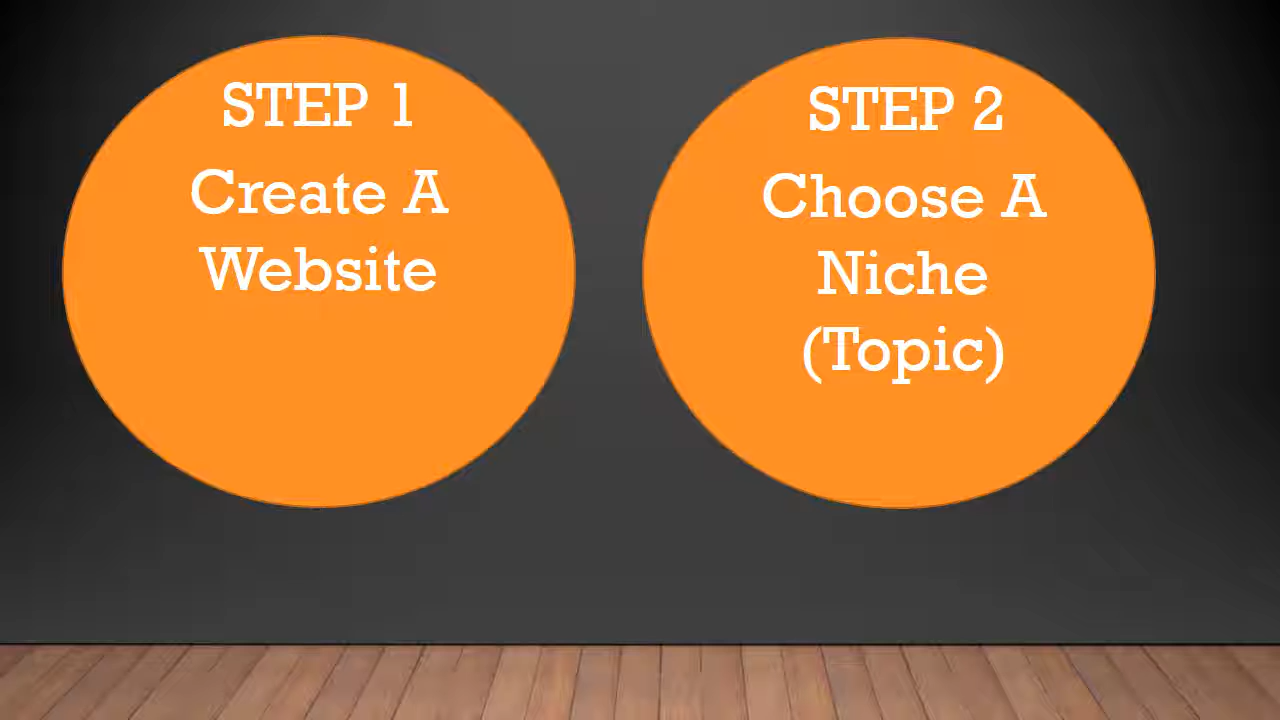 STEP 1
Create A
Website
STEP 2
Choose A
Niche
(Topic)